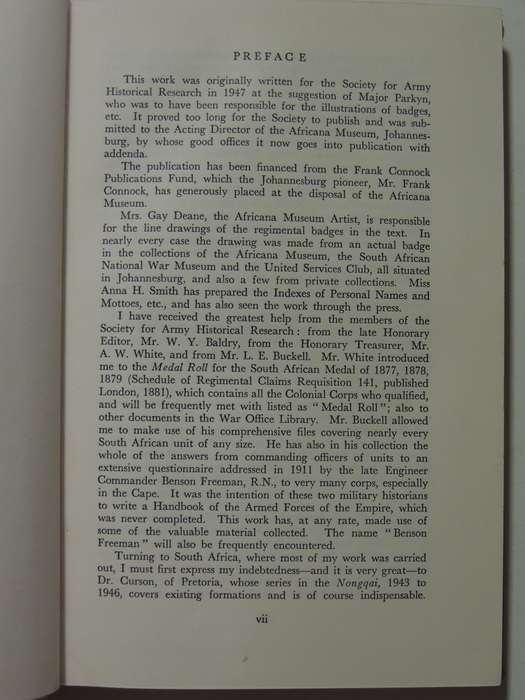 PREFACE
This work was originally written for the Society for Army
Historical Research in 1947 at the suggestion of Major Parkyn,
who was to have been responsible for the illustrations of badges,
etc. It proved too long for the Society to publish and was sub-
mitted to the Acting Director of the Africana Museum, Johannes-
burg, by whose good offices it now goes into publication with
addenda.
The publication has been financed from the Frank Connock
Publications Fund, which the Johannesburg pioneer, Mr. Frank
Connock, has generously placed at the disposal of the Africana
Museum.
Mrs. Gay Deane, the Africana Museum Artist, is responsible
for the line drawings of the regimental badges in the text. In
nearly every case the drawing was made from an actual badge
in the collections of the Africana Museum, the South African
National War Museum and the United Services Club, all situated
in Johannesburg, and also a few from private collections. Miss
Anna H. Smith has prepared the Indexes of Personal Names and
Mottoes, etc., and has also seen the work through the press.
I have received the greatest help from the members of the
Society for Army Historical Research: from the late Honorary
Editor, Mr. W. Y. Baldry, from the Honorary Treasurer, Mr.
A. W. White, and from Mr. L. E. Buckell. Mr. White introduced
me to the Medal Roll for the South African Medal of 1877, 1878,
1879 (Schedule of Regimental Claims Requisition 141, published
London, 1881), which contains all the Colonial Corps who qualified,
and will be frequently met with listed as "Medal Roll"; also to
other documents in the War Office Library. Mr. Buckell allowed
me to make use of his comprehensive files covering nearly every
South African unit of any size. He has also in his collection the
whole of the answers from commanding officers of units to an
extensive questionnaire addressed in 1911 by the late Engineer
Commander Benson Freeman, R.N., to very many corps, especially
in the Cape. It was the intention of these two military historians
to write a Handbook of the Armed Forces of the Empire, which
was never completed. This work has, at any rate, made use of
some of the valuable material collected. The name "Benson
Freeman" will also be frequently encountered.
Turning to South Africa, where most of my work was carried
out, I must first express my indebtedness—and it is very great—to
Dr. Curson, of Pretoria, whose series in the Nongqai, 1943 to
1946, covers existing formations and is of course indispensable.
vii